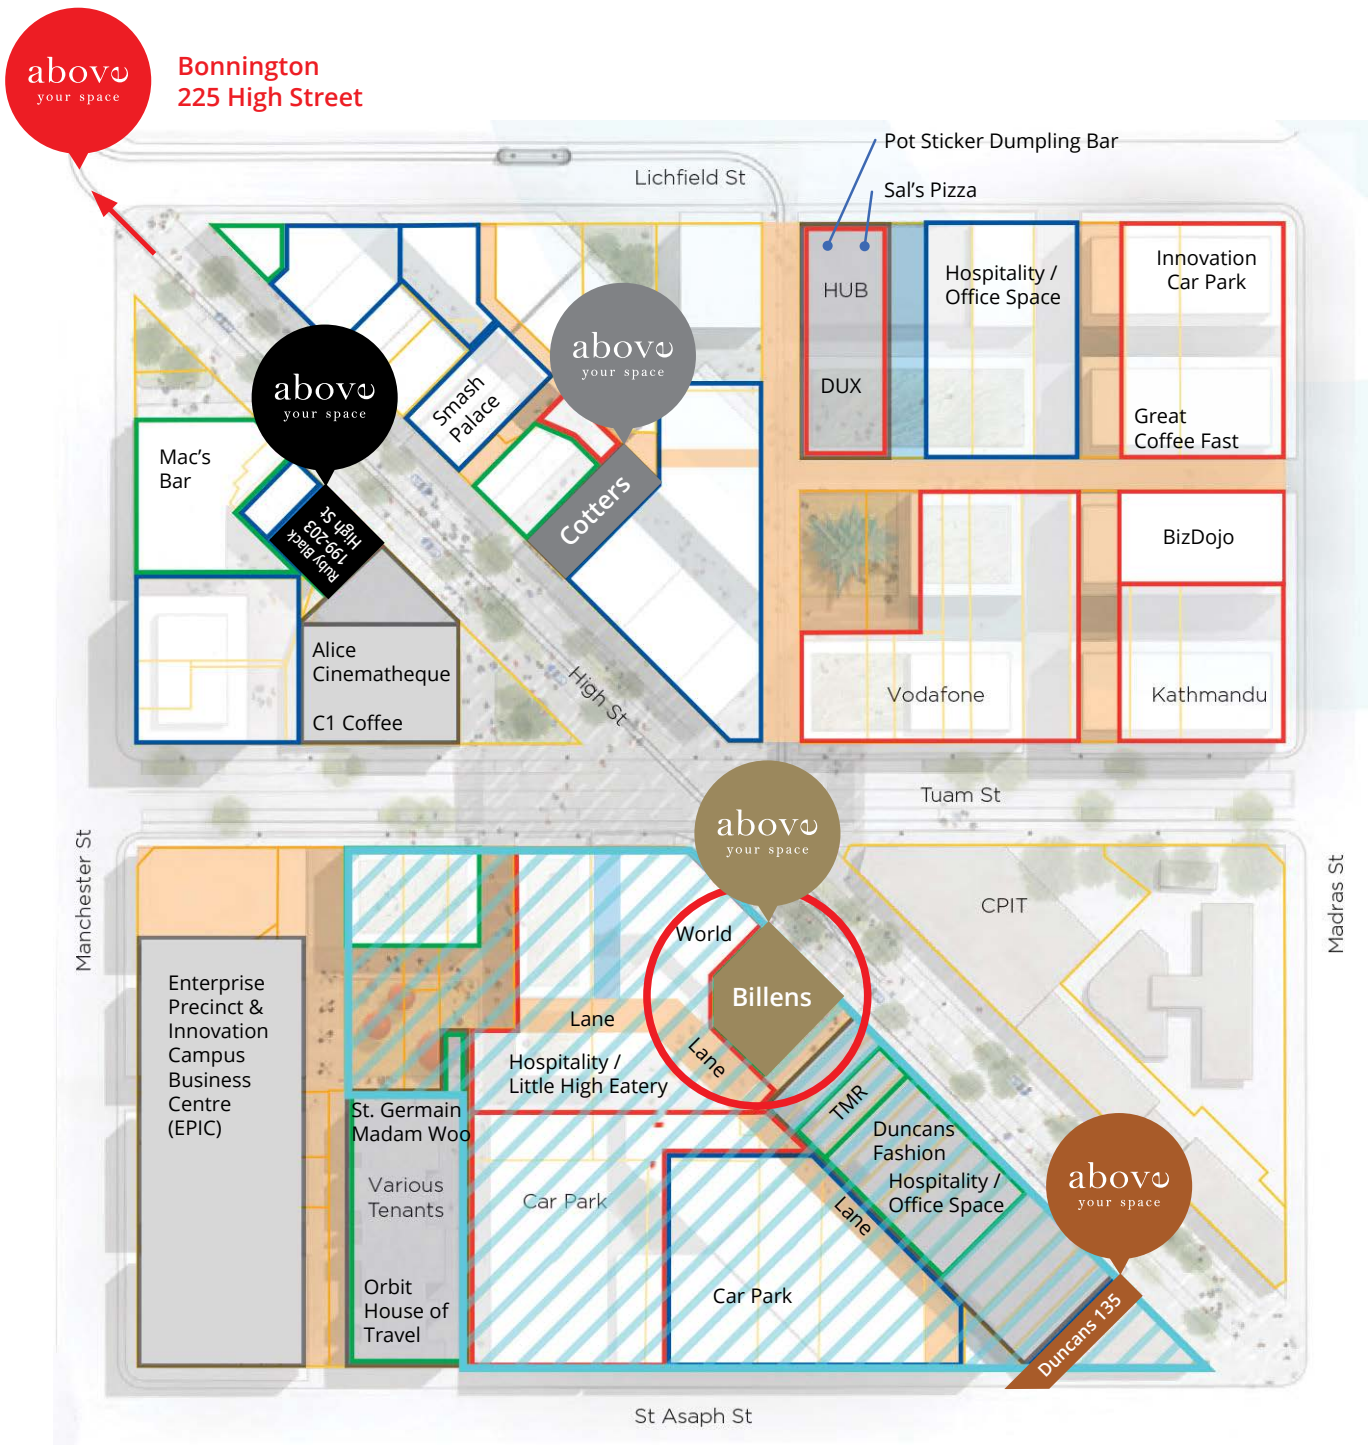 above
your space
Bonnington
225 High Street
Pot Sticker Dumpling Bar
Lichfield St
Sal's Pizza
HUB
DUX
Hospitality /
Office Space
Innovation
Car Park
Great
Coffee Fast
above
your space
above
your space
Smash
Palace
Mac's
Bar
Cotters
Ruby Black
199-203
High St
BizDojo
Alice
Cinematheque
C1 Coffee
High St
Vodafone
Kathmandu
Tuam St
above
your space
Manchester St
Madras St
CPIT
World
Billens
Enterprise
Precinct &
Innovation
Campus
Business
Centre
(EPIC)
Lane
Lane
Hospitality /
Little High Eatery
St. Germain
Madam Woo
TMR
Duncans
Fashion
Hospitality /
Office Space
above
your space
Various
Tenants
Car Park
Lane
Orbit
House of
Travel
Car Park
Duncans 135
St Asaph St